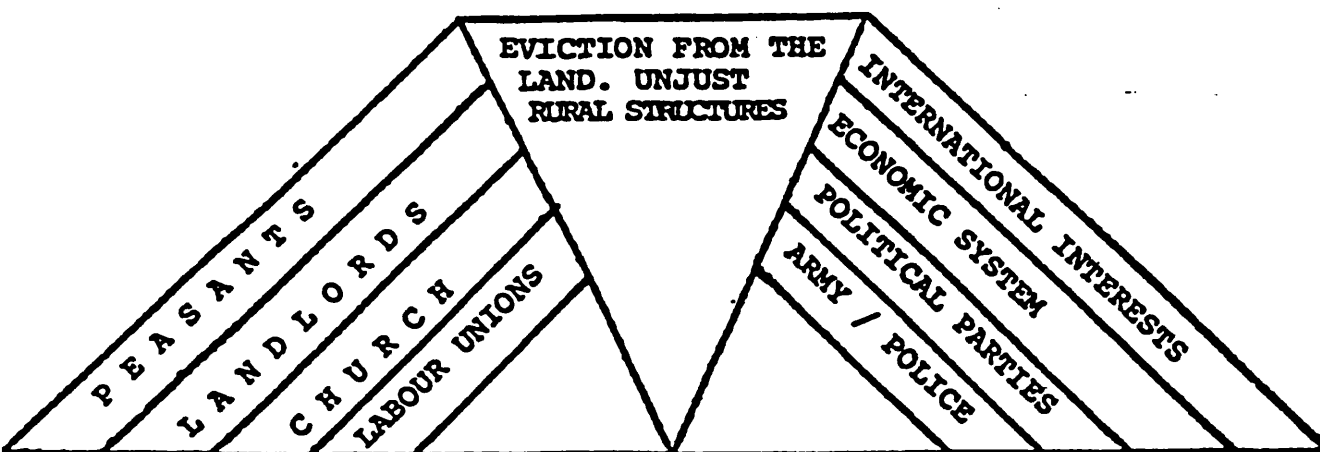 EVICTION FROM THE
LAND. UNJUST
RURAL STRUCTURES
PEASANTS
LANDLORDS
CHURCH
LABOUR UNIONS
INTERNATIONAL INTERESTS
ECONOMIC SYSTEM
POLITICAL PARTIES
ARMY / POLICE